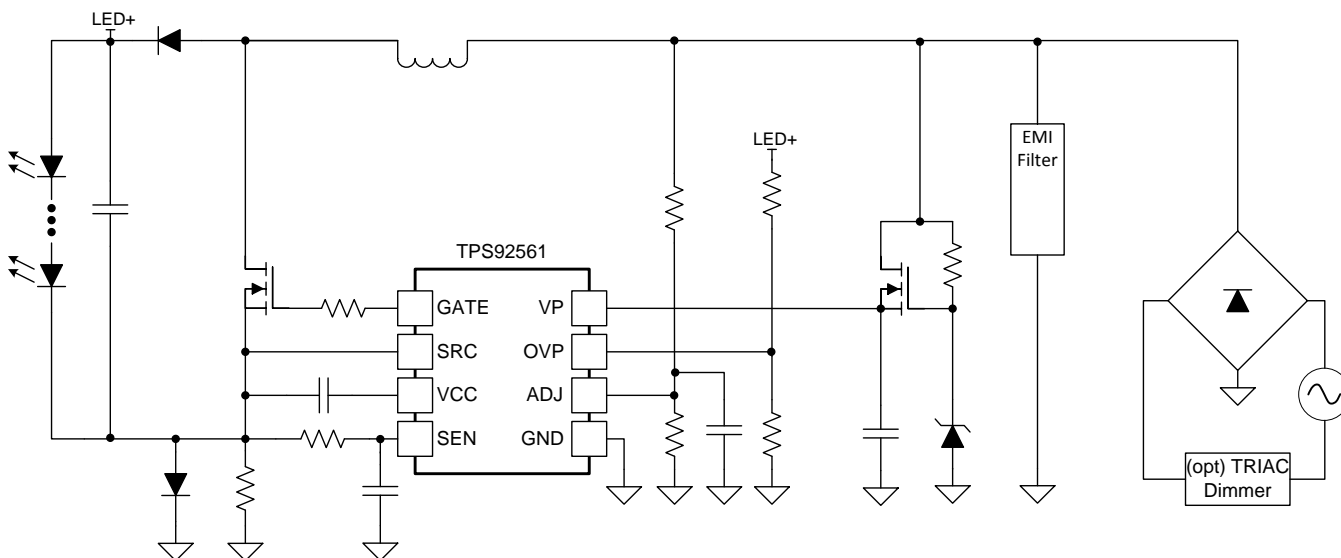 LED+
LED+
EMI
Filter
TPS92561
GATE
VP
SRC
OVP
VCC
ADJ
SEN
GND
(opt) TRIAC
Dimmer